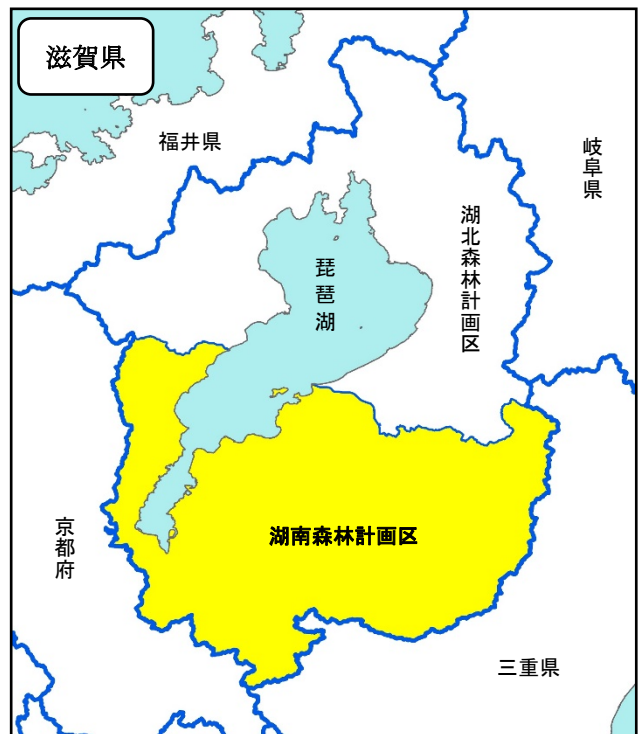 滋賀県
福井県
岐阜県
湖北森林計画区
琵琶湖
湖南森林計画区
京都府
三重県